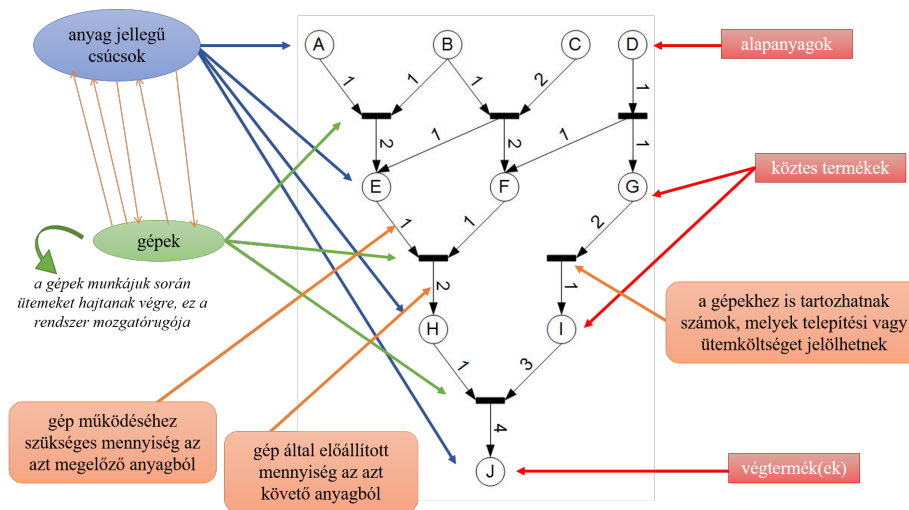 anyag jellegű
csúcsok
A
B
C
D
alapanyagok
1
1
1
2
1
2
1
2
1
1
E
F
G
köztes termékek
gépek
1
1
2
a gépek munkájuk során
ütemeket hajtanak végre, ez a
rendszer mozgatórugója
2
1
a gépekhez is tartozhatnak
számok, melyek telepítési vagy
ütemköltséget jelölhetnek
H
I
1
3
gép működéséhez
szükséges mennyiség az
azt megelőző anyagból
gép által előállított
mennyiség az azt
követő anyagból
4
J
végtermék(ek)